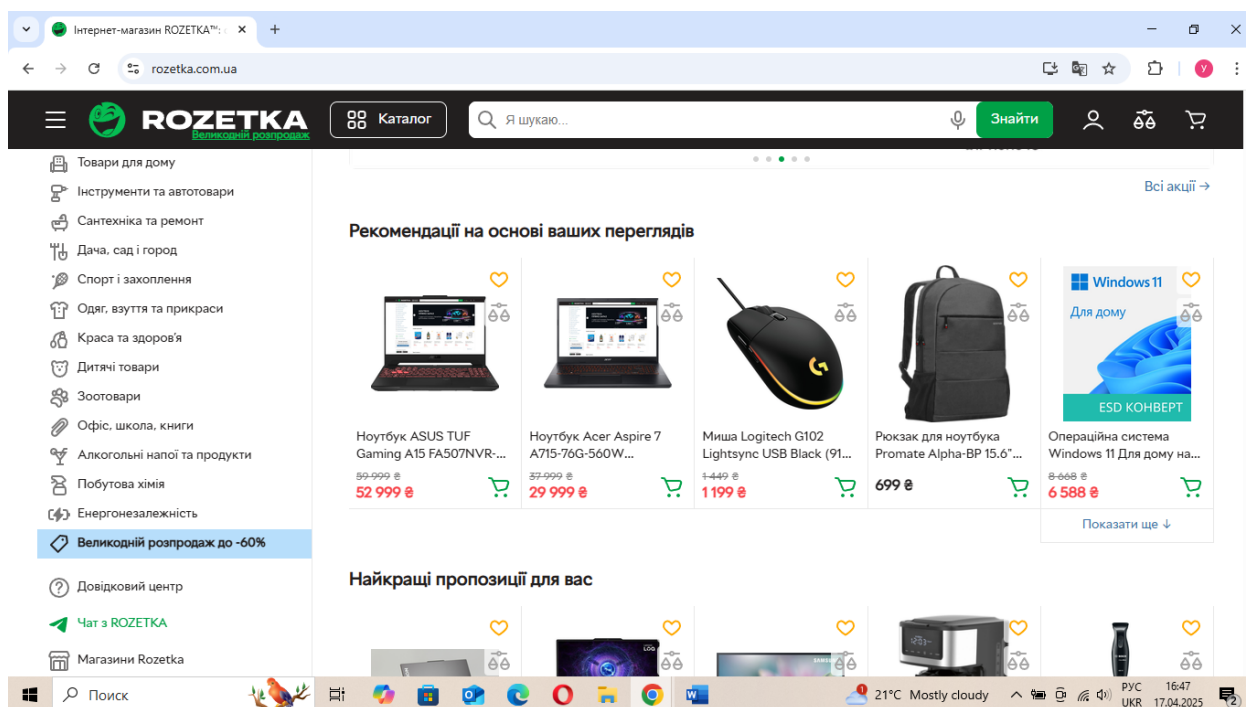 Інтернет-магазин ROZETKA™: с
rozetka.com.ua
У
ROZETKA
Великодній розпродаж
Каталог
Я шукаю...
Знайти
Товари для дому
Інструменти та автотовари
Сантехніка та ремонт
Дача, сад і город
Спорт і захоплення
Одяг, взуття та прикраси
Краса та здоров'я
Дитячі товари
Зоотовари
Офіс, школа, книги
Алкогольні напої та продукти
Побутова хімія
Енергонезалежність
Великодній розпродаж до -60%
Довідковий центр
Чат з ROZETKA
Магазини Rozetka
Всі акції →
Рекомендації на основі ваших переглядів
Ноутбук ASUS TUF
Gaming A15 FA507NVR-...
59 999 ₴
52 999 ₴
Ноутбук Acer Aspire 7
A715-76G-560W...
37 999 ₴
29 999 ₴
G
Миша Logitech G102
Lightsync USB Black (91...
1 449 ₴
1 199 ₴
Рюкзак для ноутбука
Promate Alpha-BP 15.6"...
699 ₴
Windows 11
Для дому
ESD КОНВЕРТ
Операційна система
Windows 11 Для дому на...
8 668 ₴
6 588 ₴
Показати ще ↓
Найкращі пропозиції для вас
LOQ
SAMSUNG
Поиск
21°C Mostly cloudy
РУС
UKR
16:47
17.04.2025
2